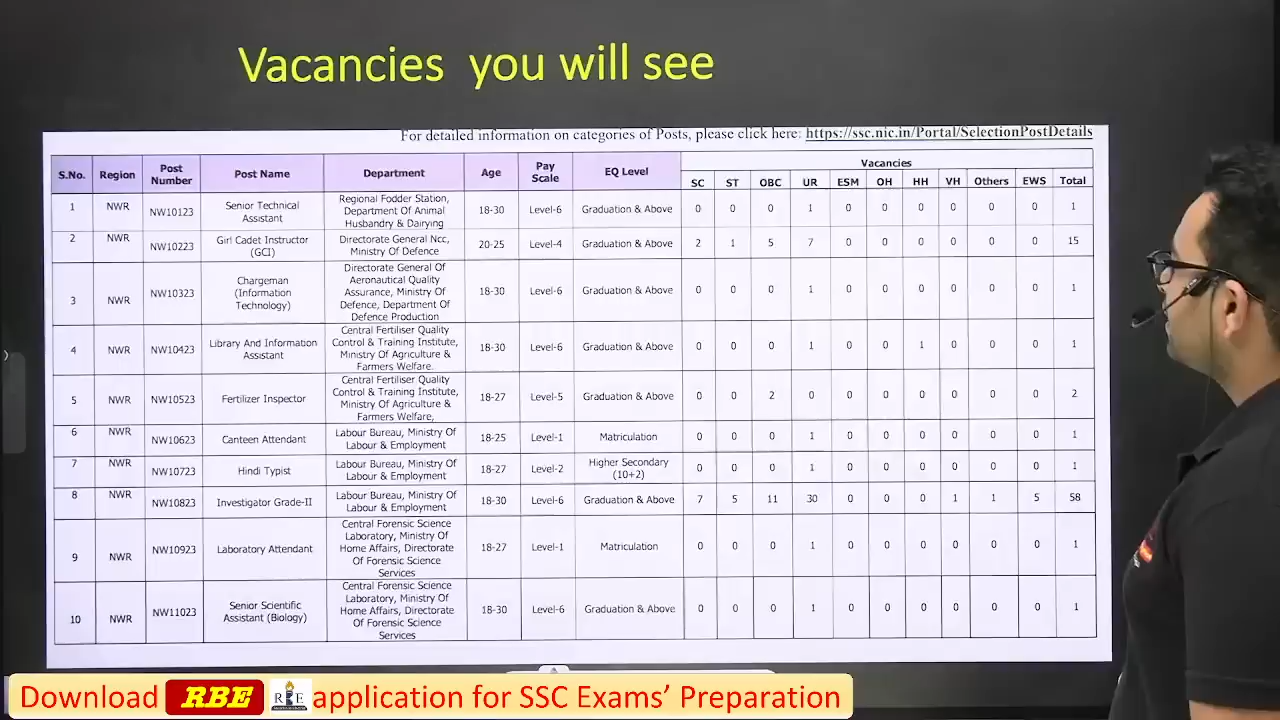 Vacancies you will see
For detailed information on categories of Posts, please click here: https://ssc.nic.in/Portal/SelectionPostDetails
S.No. Region Post Number Post Name Department Age Pay Scale EQ Level Vacancies
SC ST OBC UR ESM OH HH VH Others EWS Total
1 NWR NW10123 Senior Technical Assistant Regional Fodder Station, Department Of Animal Husbandry & Dairying 18-30 Level-6 Graduation & Above 0 0 0 1 0 0 0 0 0 0 1
2 NWR NW10223 Girl Cadet Instructor (GCI) Directorate General Ncc, Ministry Of Defence 20-25 Level-4 Graduation & Above 2 1 5 7 0 0 0 0 0 0 15
3 NWR NW10323 Chargeman (Information Technology) Directorate General Of Aeronautical Quality Assurance, Ministry Of Defence, Department Of Defence Production 18-30 Level-6 Graduation & Above 0 0 0 1 0 0 0 0 0 0 1
4 NWR NW10423 Library And Information Assistant Central Fertiliser Quality Control & Training Institute, Ministry Of Agriculture & Farmers Welfare. 18-30 Level-6 Graduation & Above 0 0 0 1 0 0 1 0 0 0 1
5 NWR NW10523 Fertilizer Inspector Central Fertiliser Quality Control & Training Institute, Ministry Of Agriculture & Farmers Welfare, 18-27 Level-5 Graduation & Above 0 0 2 0 0 0 0 0 0 0 2
6 NWR NW10623 Canteen Attendant Labour Bureau, Ministry Of Labour & Employment 18-25 Level-1 Matriculation 0 0 0 1 0 0 0 0 0 0 1
7 NWR NW10723 Hindi Typist Labour Bureau, Ministry Of Labour & Employment 18-27 Level-2 Higher Secondary (10+2) 0 0 0 1 0 0 0 0 0 0 1
8 NWR NW10823 Investigator Grade-II Labour Bureau, Ministry Of Labour & Employment 18-30 Level-6 Graduation & Above 7 5 11 30 0 0 0 1 1 5 58
9 NWR NW10923 Laboratory Attendant Central Forensic Science Laboratory, Ministry Of Home Affairs, Directorate Of Forensic Science Services 18-27 Level-1 Matriculation 0 0 0 1 0 0 0 0 0 0 1
10 NWR NW11023 Senior Scientific Assistant (Biology) Central Forensic Science Laboratory, Ministry Of Home Affairs, Directorate Of Forensic Science Services 18-30 Level-6 Graduation & Above 0 0 0 1 0 0 0 0 0 0 1
Download RBE application for SSC Exams' Preparation